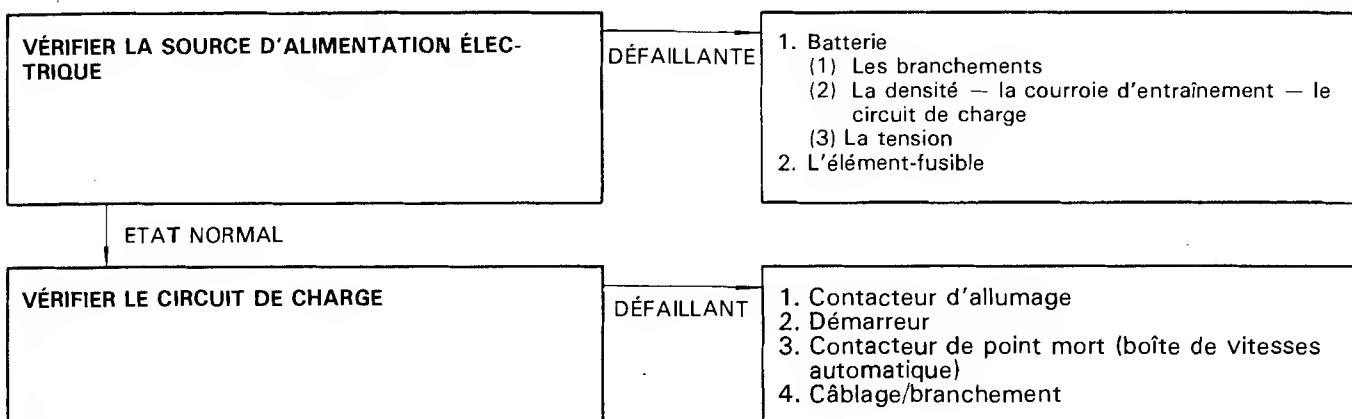 VÉRIFIER LA SOURCE D'ALIMENTATION ÉLEC-
TRIQUE
DÉFAILLANTE
1. Batterie
(1) Les branchements
(2) La densité — la courroie d'entraînement — le
circuit de charge
(3) La tension
2. L'élément-fusible
ETAT NORMAL
VÉRIFIER LE CIRCUIT DE CHARGE
DÉFAILLANT
1. Contacteur d'allumage
2. Démarreur
3. Contacteur de point mort (boîte de vitesses
automatique)
4. Câblage/branchement